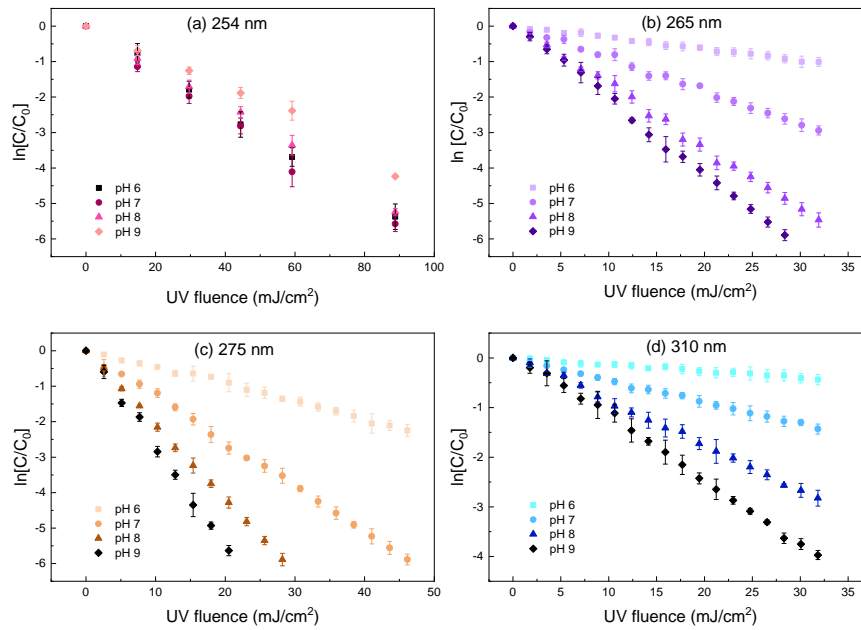 (a) 254 nm
0
-1
-2
-3
-4
-5
-6
ln[C/C₀]
pH 6
pH 7
pH 8
pH 9
0 20 40 60 80 100
UV fluence (mJ/cm²)
(b) 265 nm
0
-1
-2
-3
-4
-5
-6
ln [C/C₀]
pH 6
pH 7
pH 8
pH 9
0 5 10 15 20 25 30 35
UV fluence (mJ/cm²)
(c) 275 nm
0
-1
-2
-3
-4
-5
-6
ln[C/C₀]
pH 6
pH 7
pH 8
pH 9
0 10 20 30 40 50
UV fluence (mJ/cm²)
(d) 310 nm
0
-1
-2
-3
-4
ln[C/C₀]
pH 6
pH 7
pH 8
pH 9
0 5 10 15 20 25 30 35
UV fluence (mJ/cm²)